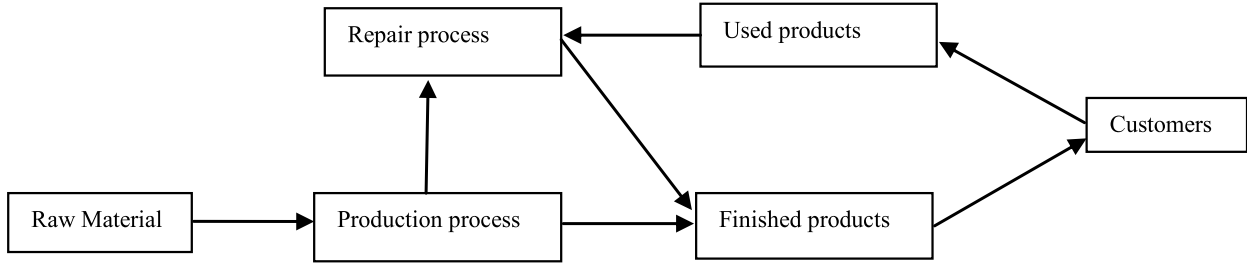 Repair process
Used products
Customers
Raw Material
Production process
Finished products